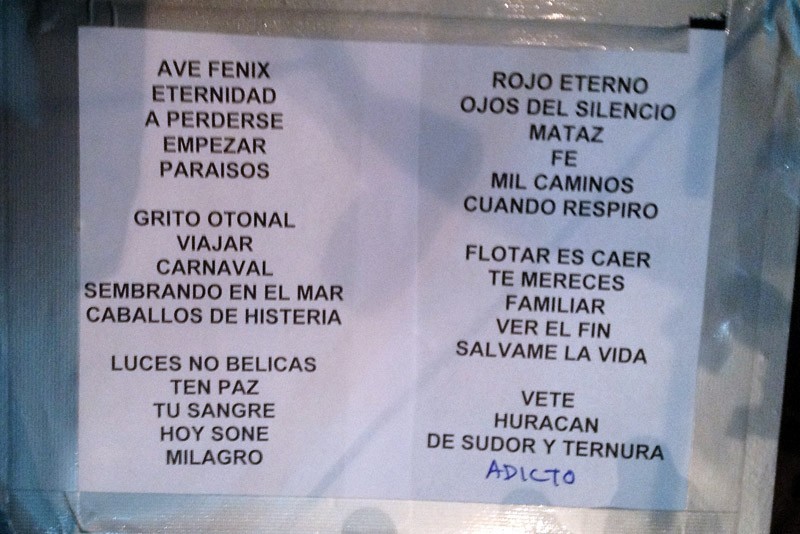 AVE FENIX
ETERNIDAD
A PERDERSE
EMPEZAR
PARAISOS
GRITO OTONAL
VIAJAR
CARNAVAL
SEMBRANDO EN EL MAR
CABALLOS DE HISTERIA
LUCES NO BELICAS
TEN PAZ
TU SANGRE
HOY SONE
MILAGRO
ROJO ETERNO
OJOS DEL SILENCIO
MATAZ
FE
MIL CAMINOS
CUANDO RESPIRO
FLOTAR ES CAER
TE MERECES
FAMILIAR
VER EL FIN
SALVAME LA VIDA
VETE
HURACAN
DE SUDOR Y TERNURA
ADICTO